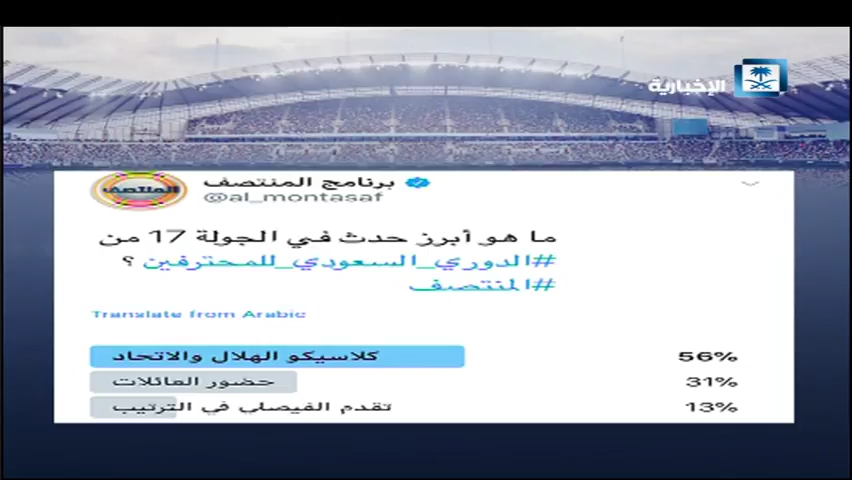 الإخبارية
المنتصف
برنامج المنتصف
@al_montasaf
ما هو أبرز حدث في الجولة 17 من
#الدوري_السعودي_للمحترفين ؟
#المنتصف
Translate from Arabic
كلاسيكو الهلال والاتحاد 56%
حضور العائلات 31%
تقدم الفيصلي في الترتيب 13%